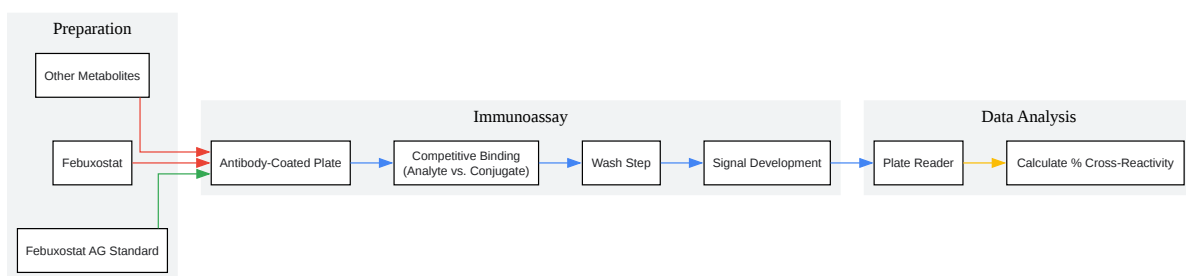 Preparation
Other Metabolites
Febuxostat
Febuxostat AG Standard
Immunoassay
Antibody-Coated Plate
Competitive Binding
(Analyte vs. Conjugate)
Wash Step
Signal Development
Data Analysis
Plate Reader
Calculate % Cross-Reactivity